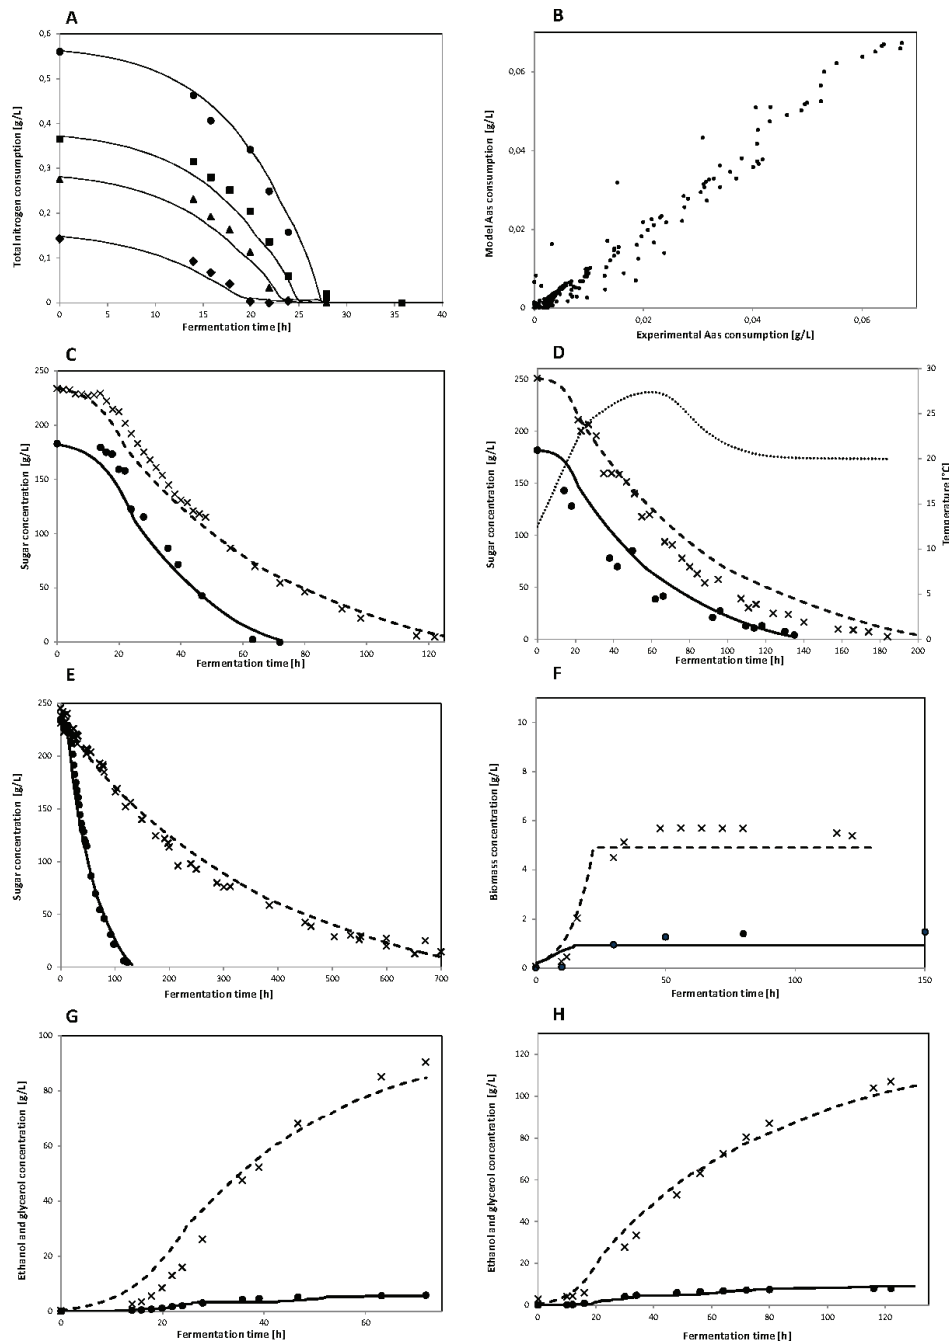 A
0,6
0,5
0,4
0,3
0,2
0,1
0
Total nitrogen consumption [g/L]
0 5 10 15 20 25 30 35 40
Fermentation time [h]
B
0,06
0,04
0,02
0
Model Aas consumption [g/L]
0 0,02 0,04 0,06
Experimental Aas consumption [g/L]
C
250
200
150
100
50
0
Sugar concentration [g/L]
0 20 40 60 80 100 120
Fermentation time [h]
D
250
200
150
100
50
0
Sugar concentration [g/L]
30
25
20
15
10
5
0
Temperature [°C]
0 20 40 60 80 100 120 140 160 180 200
Fermentation time [h]
E
250
200
150
100
50
0
Sugar concentration [g/L]
0 100 200 300 400 500 600 700
Fermentation time [h]
F
10
8
6
4
2
0
Biomass concentration [g/L]
0 50 100 150
Fermentation time [h]
G
100
80
60
40
20
0
Ethanol and glycerol concentration [g/L]
0 20 40 60
Fermentation time [h]
H
120
100
80
60
40
20
0
Ethanol and glycerol concentration [g/L]
0 20 40 60 80 100 120
Fermentation time [h]